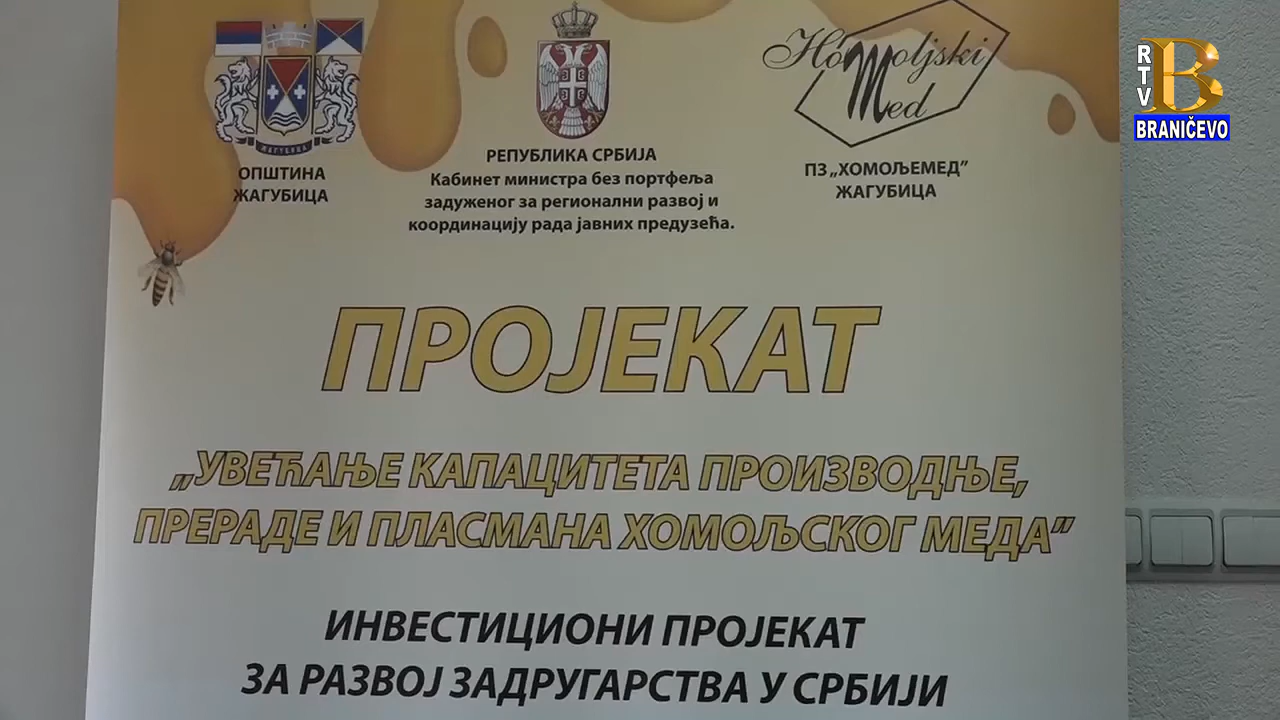 ОПШТИНА
ЖАГУБИЦА
ЖАГУБИЦА
РЕПУБЛИКА СРБИЈА
Кабинет министра без портфеља
задуженог за регионални развој и
координацију рада јавних предузећа.
Homoljski
Med
ПЗ „ХОМОЉЕМЕД”
ЖАГУБИЦА
RTV B
BRANIČEVO
ПРОЈЕКАТ
„УВЕЋАЊЕ КАПАЦИТЕТА ПРОИЗВОДЊЕ,
ПРЕРАДЕ И ПЛАСМАНА ХОМОЉСКОГ МЕДА”
ИНВЕСТИЦИОНИ ПРОЈЕКАТ
ЗА РАЗВОЈ ЗАДРУГАРСТВА У СРБИЈИ